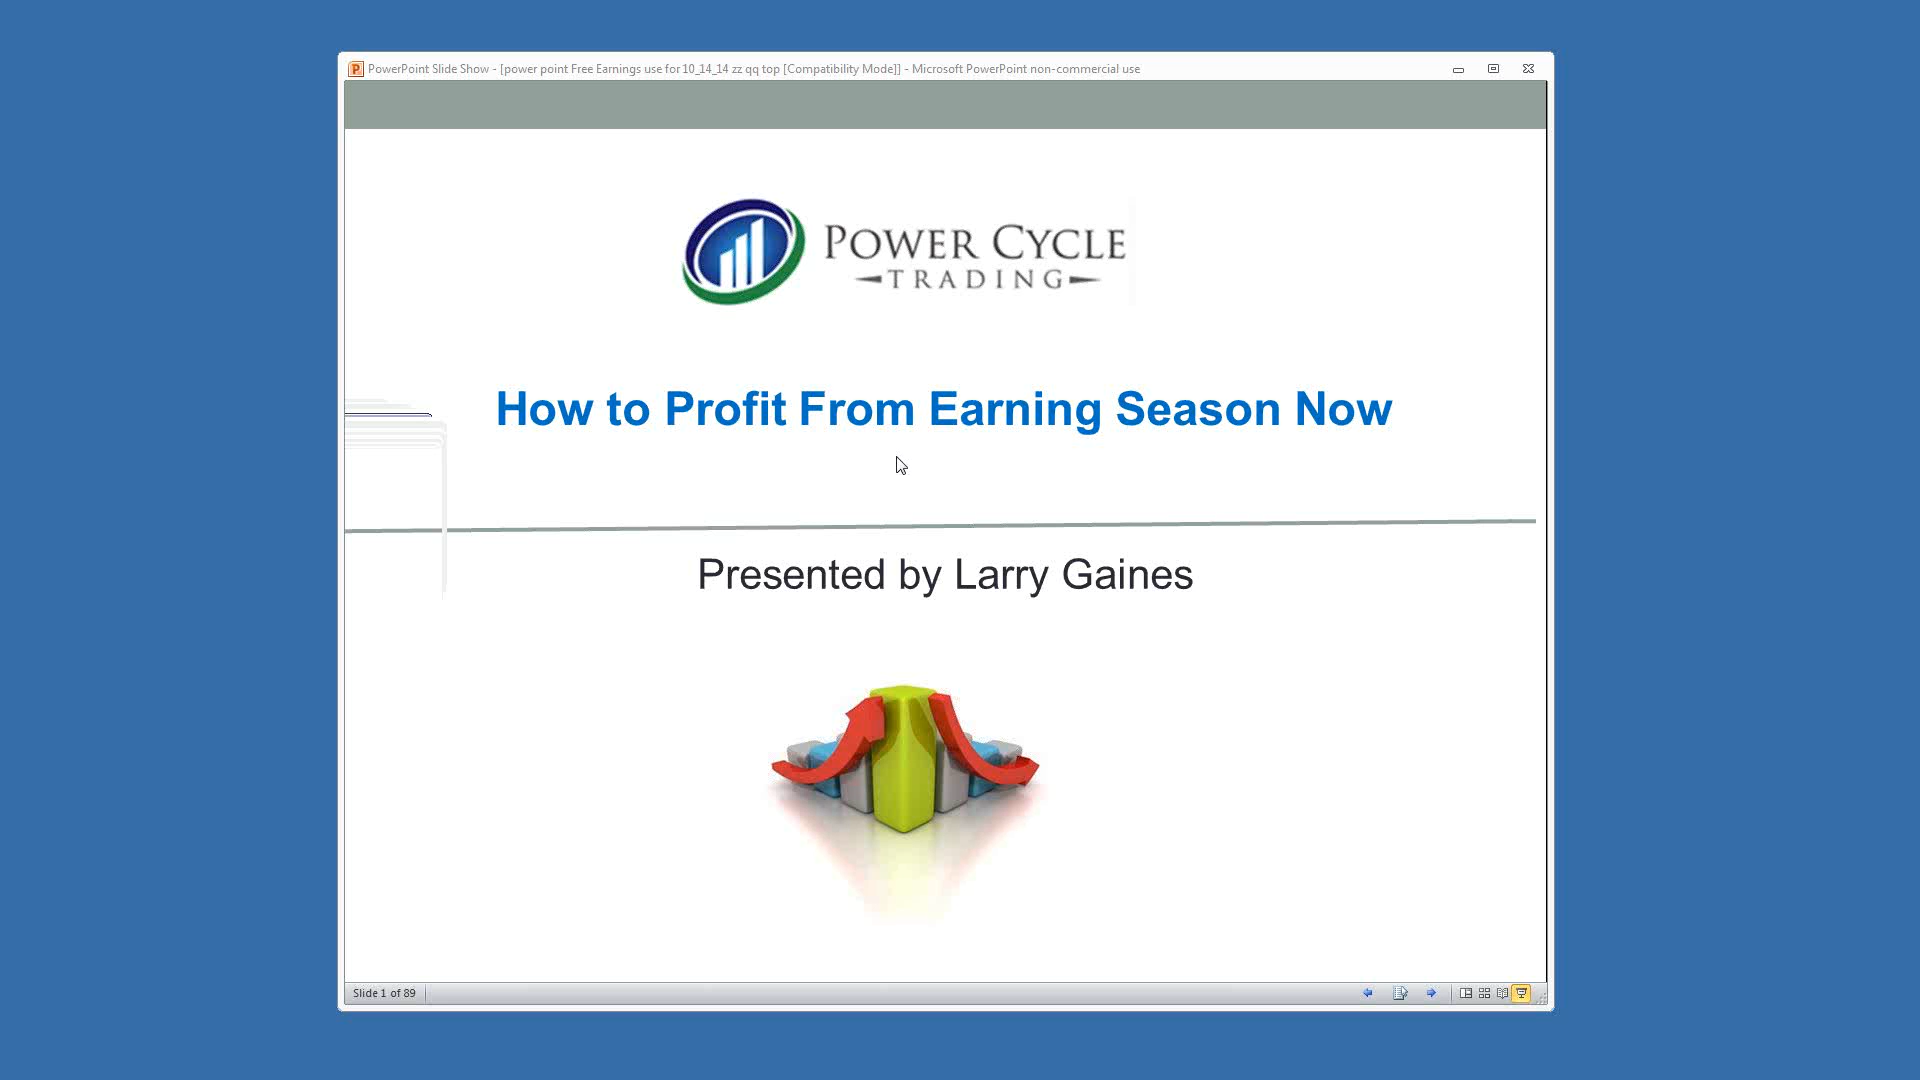 PowerPoint Slide Show - [power point Free Earnings use for 10_14_14 zz qq top [Compatibility Mode]] - Microsoft PowerPoint non-commercial use
POWER CYCLE
TRADING
How to Profit From Earning Season Now
Presented by Larry Gaines
Slide 1 of 89